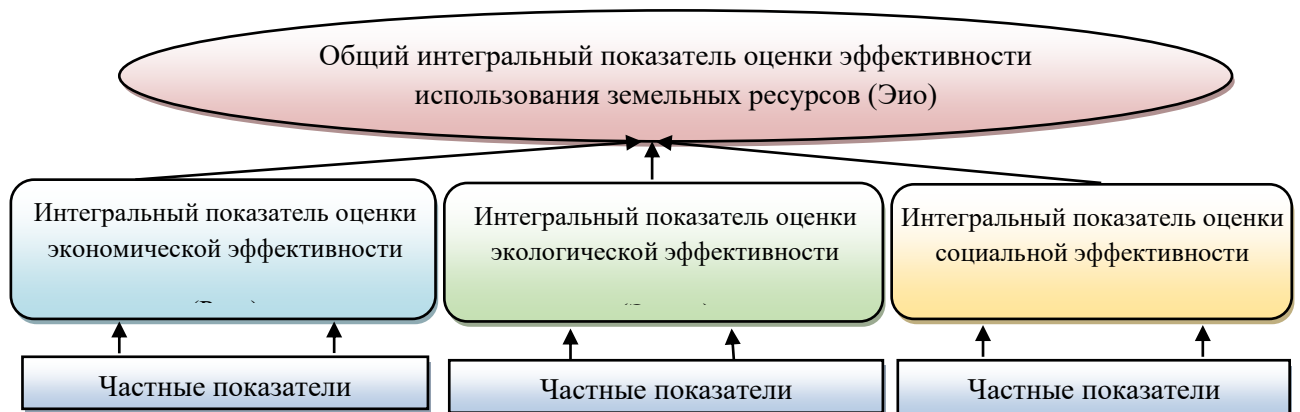 Общий интегральный показатель оценки эффективности
использования земельных ресурсов (Эио)
Интегральный показатель оценки
экономической эффективности
Интегральный показатель оценки
экологической эффективности
Интегральный показатель оценки
социальной эффективности
Частные показатели
Частные показатели
Частные показатели